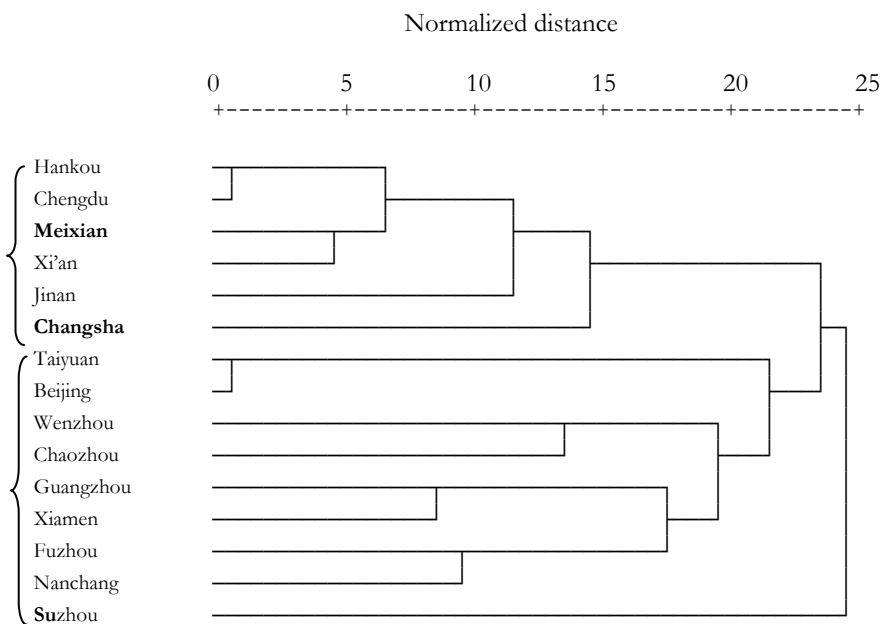 Normalized distance
0 5 10 15 20 25
+---------+---------+---------+---------+---------+
Hankou
Chengdu
Meixian
Xi’an
Jinan
Changsha
Taiyuan
Beijing
Wenzhou
Chaozhou
Guangzhou
Xiamen
Fuzhou
Nanchang
Suzhou